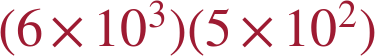 (6 × 10³)(5 × 10²)